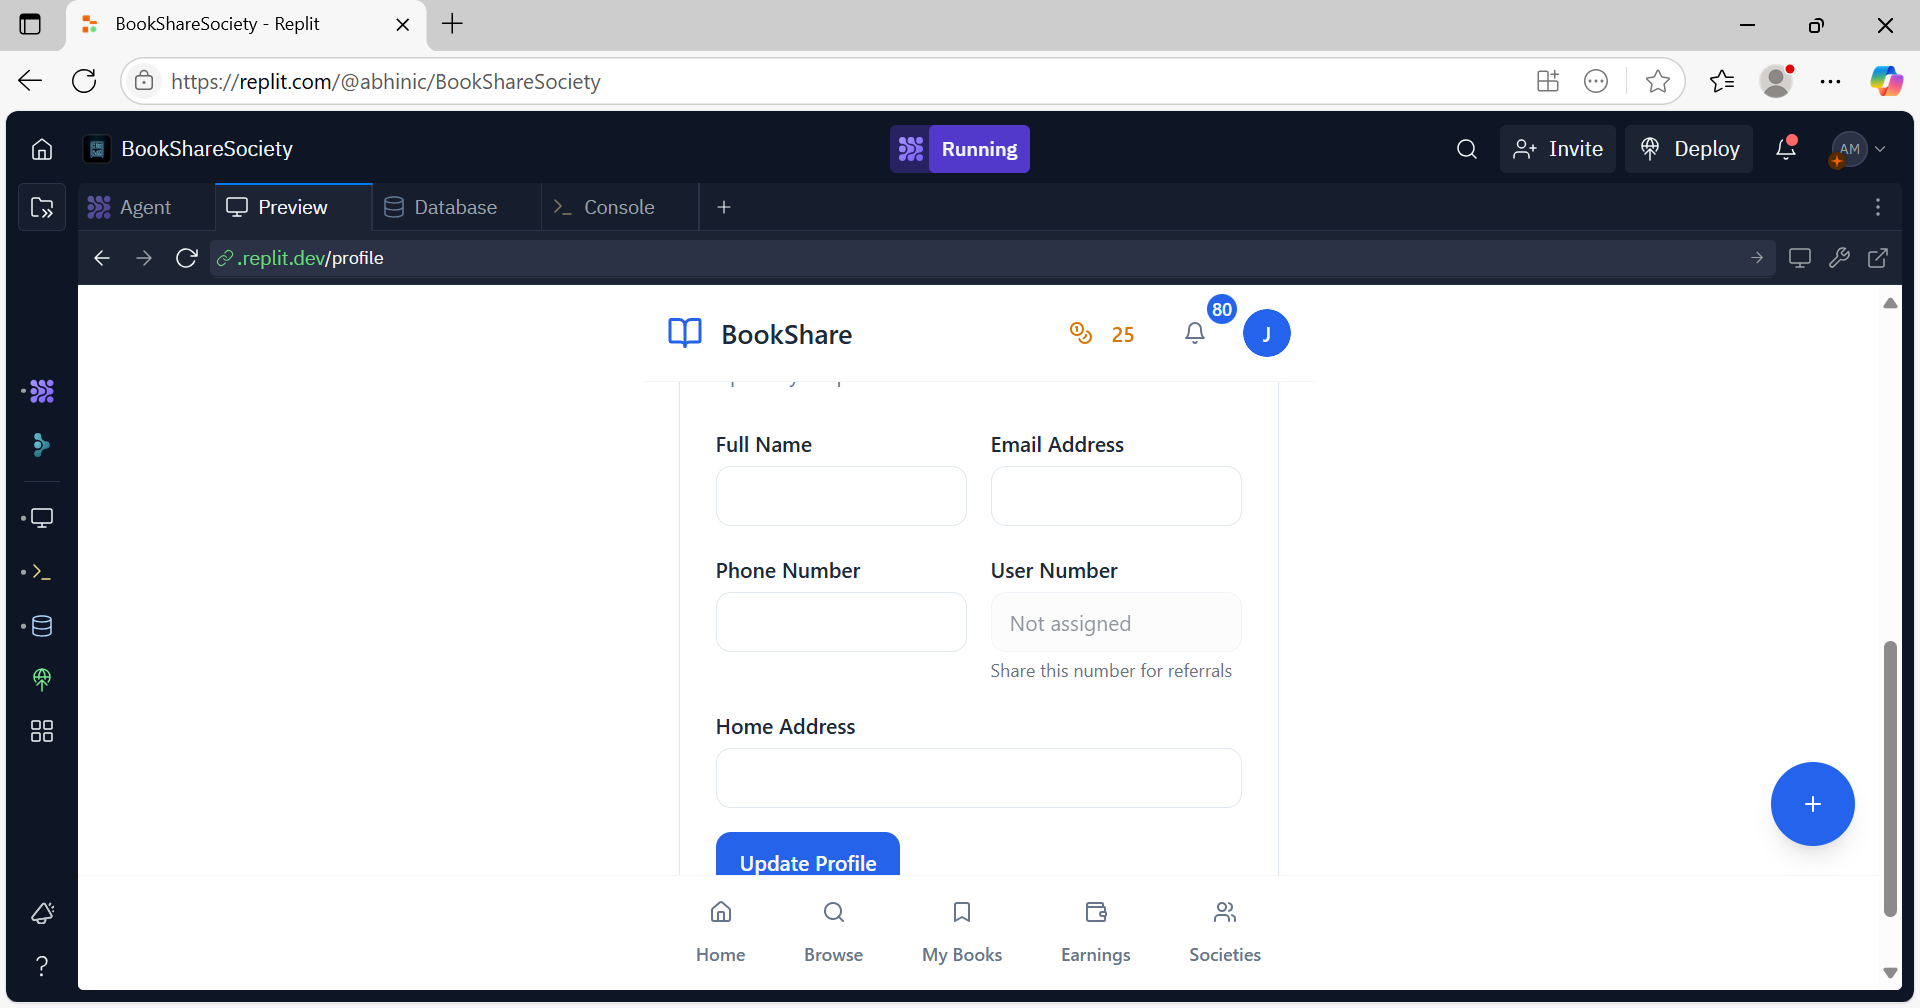 BookShareSociety - Replit
https://replit.com/@abhinic/BookShareSociety
BookShareSociety
Running
Invite
Deploy
AM
Agent
Preview
Database
Console
.replit.dev/profile
BookShare
25
80
J
Full Name
Email Address
Phone Number
User Number
Not assigned
Share this number for referrals
Home Address
Update Profile
Home
Browse
My Books
Earnings
Societies